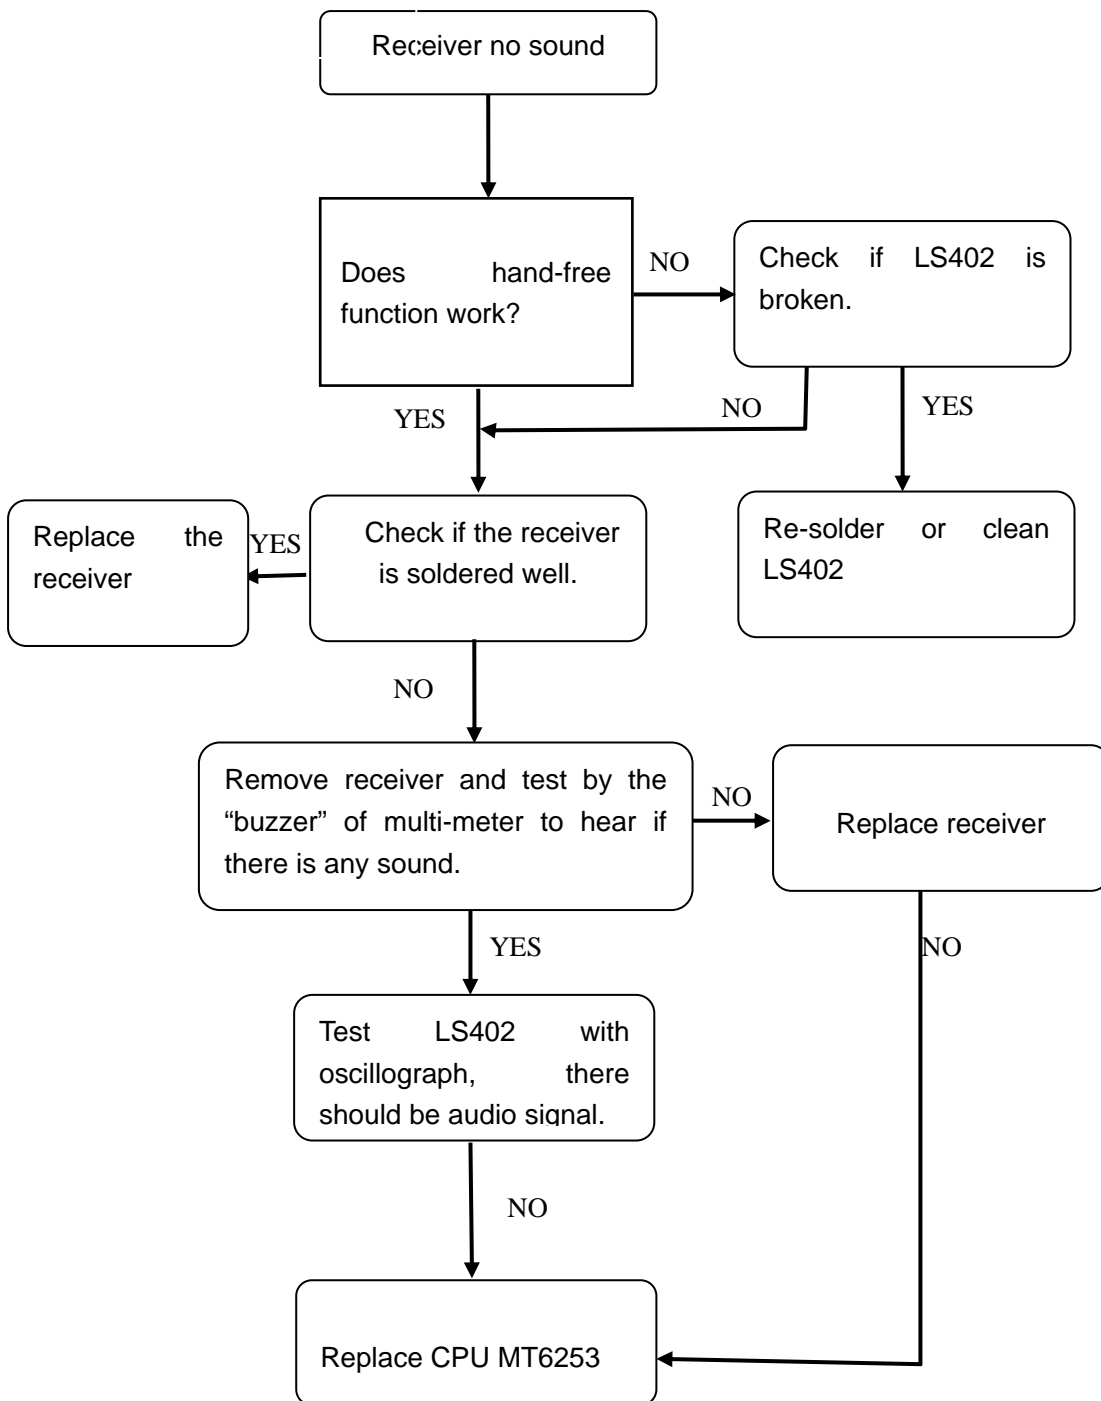 Receiver no sound
Does hand-free
function work?
NO
Check if LS402 is
broken.
YES
NO
YES
Replace the
receiver
YES
Check if the receiver
is soldered well.
Re-solder or clean
LS402
NO
Remove receiver and test by the
“buzzer” of multi-meter to hear if
there is any sound.
NO
Replace receiver
YES
NO
Test LS402 with
oscillograph, there
should be audio signal.
NO
Replace CPU MT6253